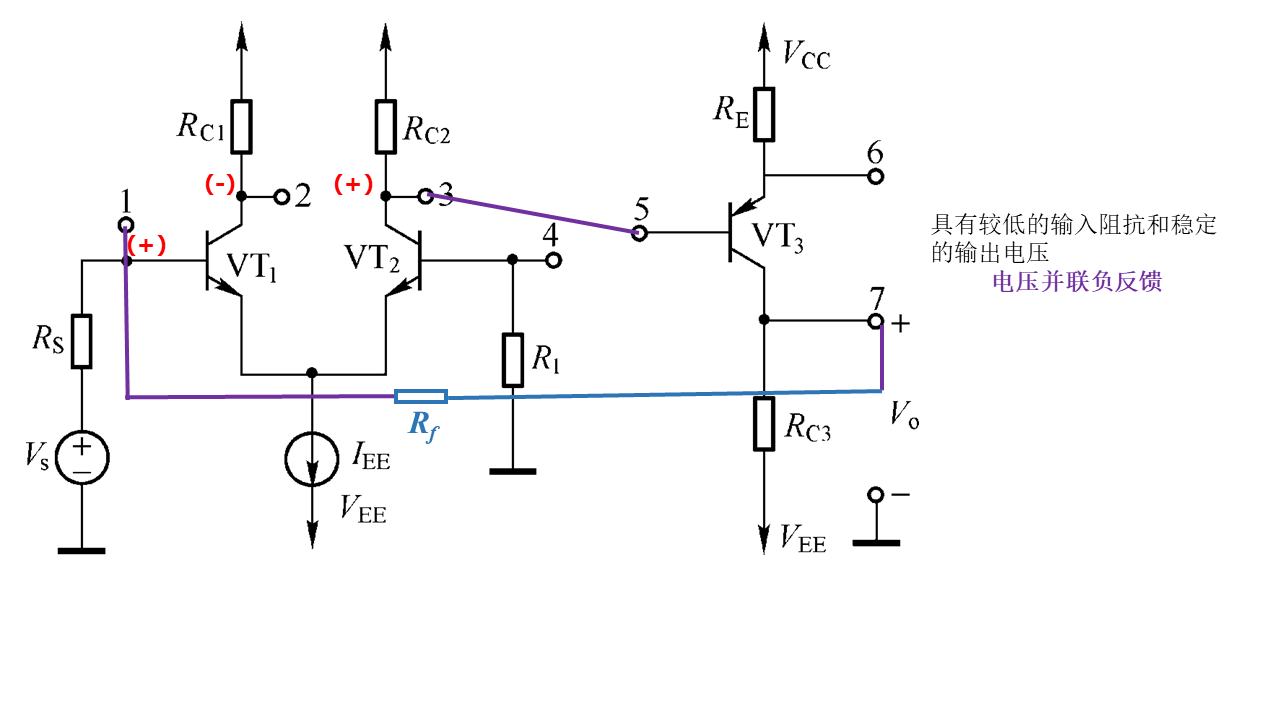 V_CC
R_C1
R_C2
R_E
6
(-)
2
(+)
3
1
(+)
5
4
VT_1
VT_2
VT_3
具有较低的输入阻抗和稳定
的输出电压
电压并联负反馈
7
+
R_S
R_1
R_f
V_o
R_C3
V_s
+
−
I_EE
V_EE
−
V_EE